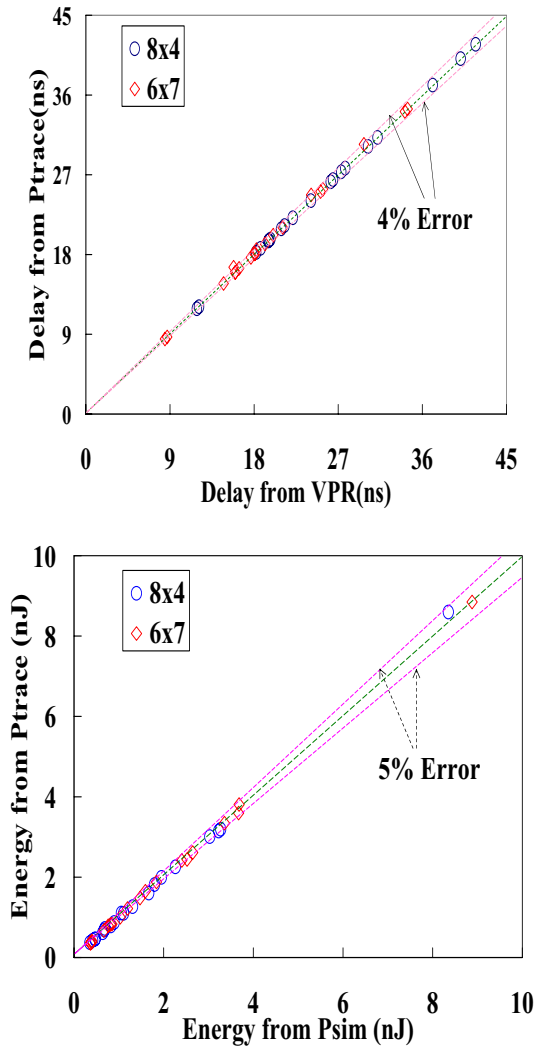 45
36
27
18
9
0
Delay from Ptrace(ns)
8x4
6x7
4% Error
0 9 18 27 36 45
Delay from VPR(ns)
10
8
6
4
2
0
Energy from Ptrace (nJ)
8x4
6x7
5% Error
0 2 4 6 8 10
Energy from Psim (nJ)